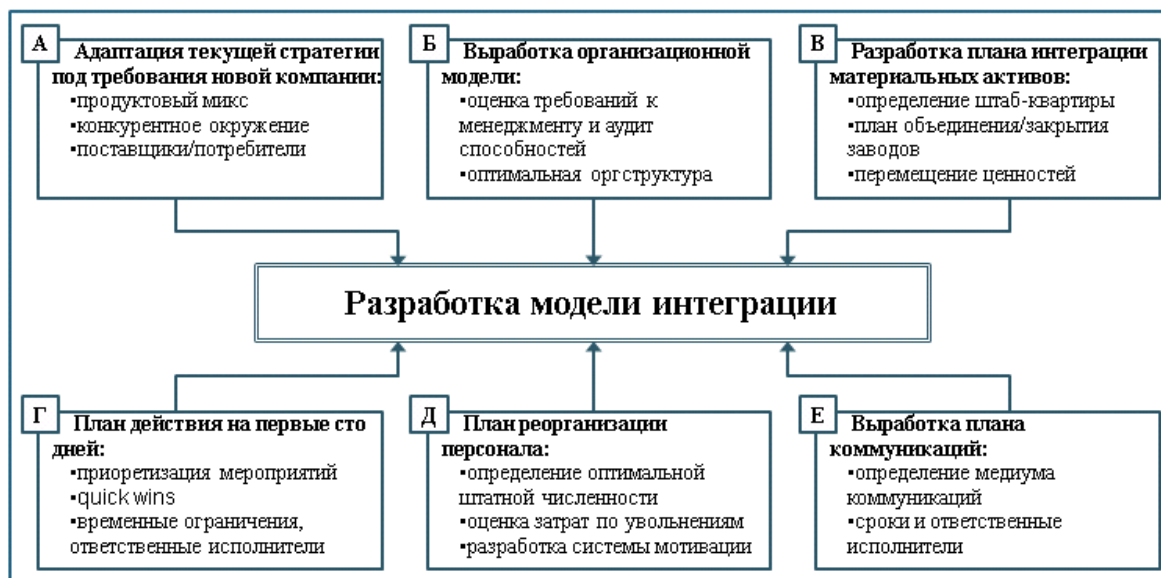 А
Адаптация текущей стратегии
под требования новой компании:
▪продуктовый микс
▪конкурентное окружение
▪поставщики/потребители
Б
Выработка организационной
модели:
▪оценка требований к
менеджменту и аудит
способностей
▪оптимальная оргструктура
В
Разработка плана интеграции
материальных активов:
▪определение штаб-квартиры
▪план объединения/закрытия
заводов
▪перемещение ценностей
Разработка модели интеграции
Г
План действия на первые сто
дней:
▪приоретизация мероприятий
▪quick wins
▪временные ограничения,
ответственные исполнители
Д
План реорганизации
персонала:
▪определение оптимальной
штатной численности
▪оценка затрат по увольнениям
▪разработка системы мотивации
Е
Выработка плана
коммуникаций:
▪определение медиума
коммуникаций
▪сроки и ответственные
исполнители